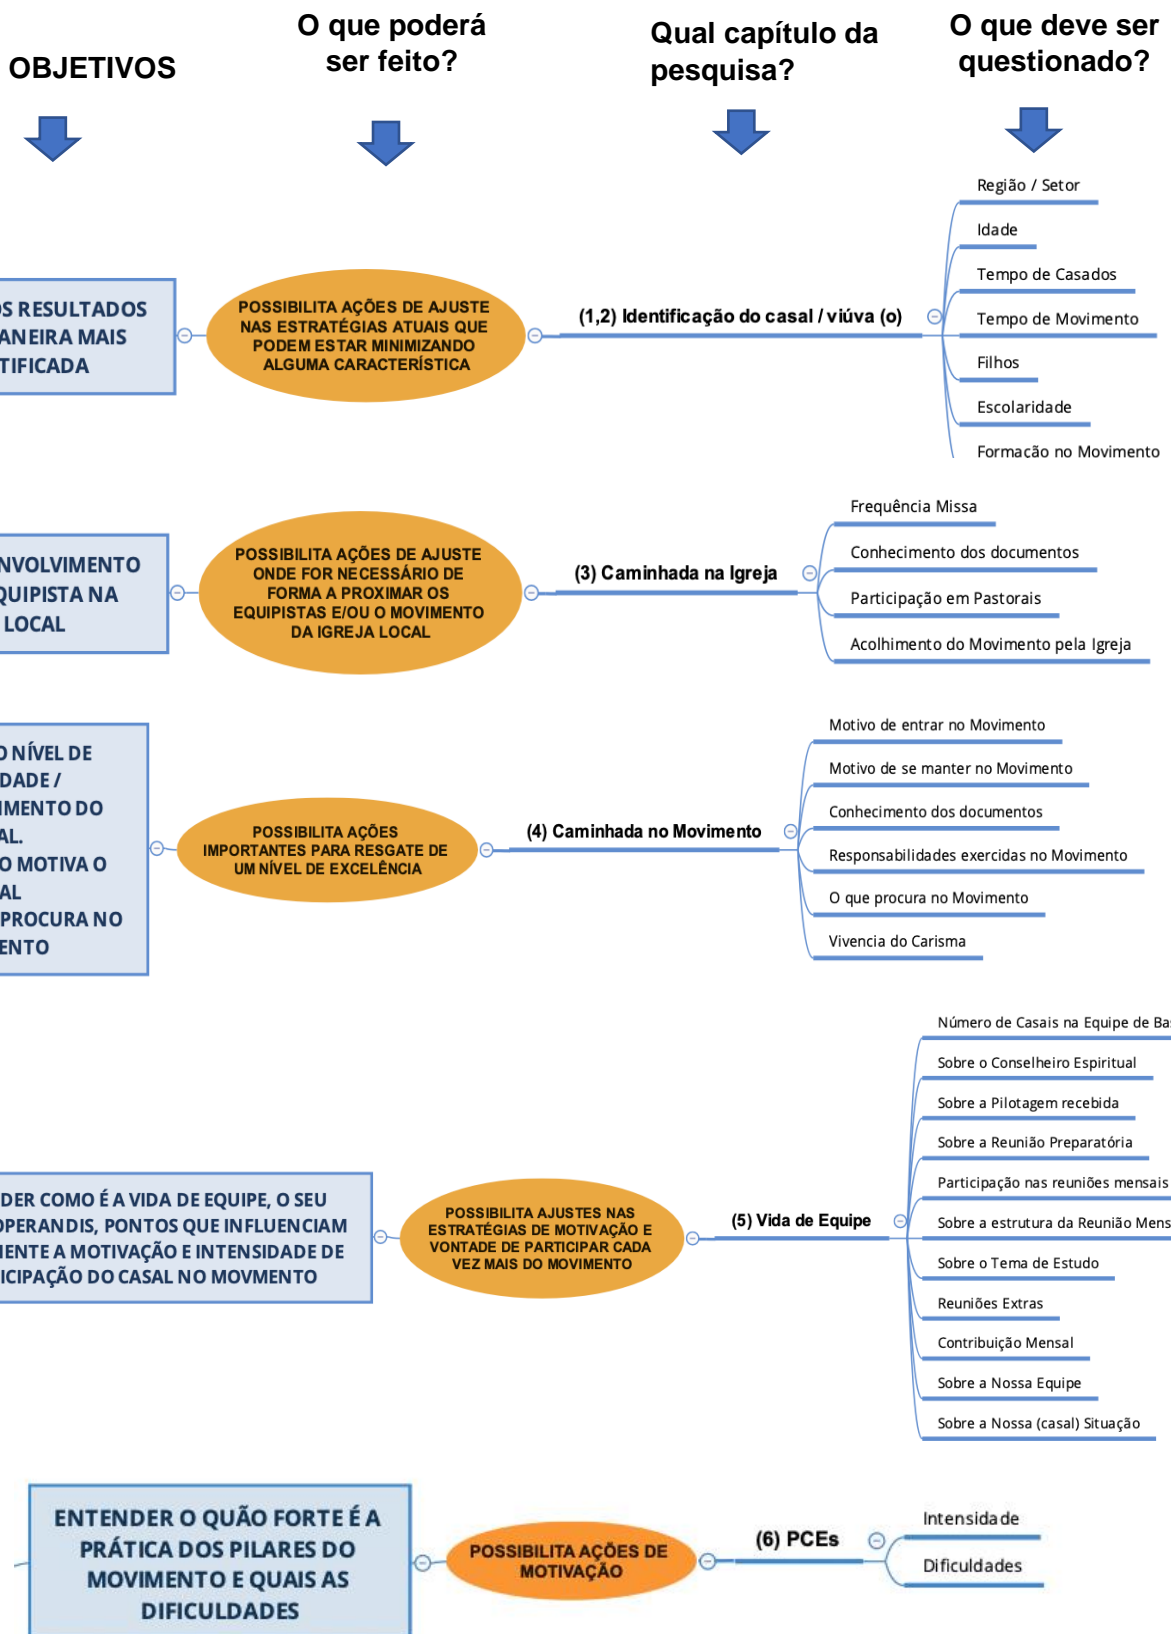 OBJETIVOS
O que poderá
ser feito?
Qual capítulo da
pesquisa?
O que deve ser
questionado?
OS RESULTADOS
ANEIRA MAIS
TIFICADA
POSSIBILITA AÇÕES DE AJUSTE
NAS ESTRATÉGIAS ATUAIS QUE
PODEM ESTAR MINIMIZANDO
ALGUMA CARACTERÍSTICA
(1,2) Identificação do casal / viúva (o)
Região / Setor
Idade
Tempo de Casados
Tempo de Movimento
Filhos
Escolaridade
Formacão no Movimento
NVOLVIMENTO
QUIPISTA NA
LOCAL
POSSIBILITA AÇÕES DE AJUSTE
ONDE FOR NECESSÁRIO DE
FORMA A PROXIMAR OS
EQUIPISTAS E/OU O MOVIMENTO
DA IGREJA LOCAL
(3) Caminhada na Igreja
Frequência Missa
Conhecimento dos documentos
Participação em Pastorais
Acolhimento do Movimento pela Igreja
O NÍVEL DE
DADE /
IMENTO DO
AL.
O MOTIVA O
AL
PROCURA NO
ENTO
POSSIBILITA AÇÕES
IMPORTANTES PARA RESGATE DE
UM NÍVEL DE EXCELÊNCIA
(4) Caminhada no Movimento
Motivo de entrar no Movimento
Motivo de se manter no Movimento
Conhecimento dos documentos
Responsabilidades exercidas no Movimento
O que procura no Movimento
Vivencia do Carisma
DER COMO É A VIDA DE EQUIPE, O SEU
OPERANDIS, PONTOS QUE INFLUENCIAM
MENTE A MOTIVAÇÃO E INTENSIDADE DE
ICIPAÇÃO DO CASAL NO MOVMENTO
POSSIBILITA AJUSTES NAS
ESTRATÉGIAS DE MOTIVAÇÃO E
VONTADE DE PARTICIPAR CADA
VEZ MAIS DO MOVIMENTO
(5) Vida de Equipe
Número de Casais na Equipe de Bas
Sobre o Conselheiro Espiritual
Sobre a Pilotagem recebida
Sobre a Reunião Preparatória
Participação nas reuniões mensais
Sobre a estrutura da Reunião Mens
Sobre o Tema de Estudo
Reuniões Extras
Contribuição Mensal
Sobre a Nossa Equipe
Sobre a Nossa (casal) Situação
ENTENDER O QUÃO FORTE É A
PRÁTICA DOS PILARES DO
MOVIMENTO E QUAIS AS
DIFICULDADES
POSSIBILITA AÇÕES DE
MOTIVAÇÃO
(6) PCEs
Intensidade
Dificuldades